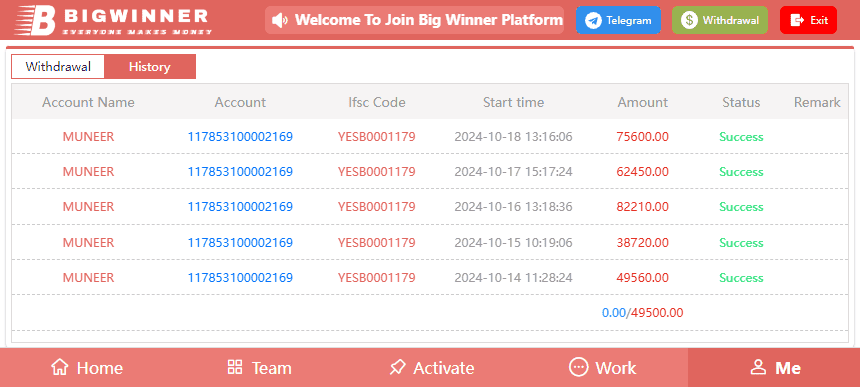 BIGWINNER
EVERYONE MAKES MONEY
Welcome To Join Big Winner Platform
Telegram
Withdrawal
Exit
Withdrawal History
Account Name Account Ifsc Code Start time Amount Status Remark
MUNEER 117853100002169 YESB0001179 2024-10-18 13:16:06 75600.00 Success
MUNEER 117853100002169 YESB0001179 2024-10-17 15:17:24 62450.00 Success
MUNEER 117853100002169 YESB0001179 2024-10-16 13:18:36 82210.00 Success
MUNEER 117853100002169 YESB0001179 2024-10-15 10:19:06 38720.00 Success
MUNEER 117853100002169 YESB0001179 2024-10-14 11:28:24 49560.00 Success
0.00/49500.00
Home Team Activate Work Me